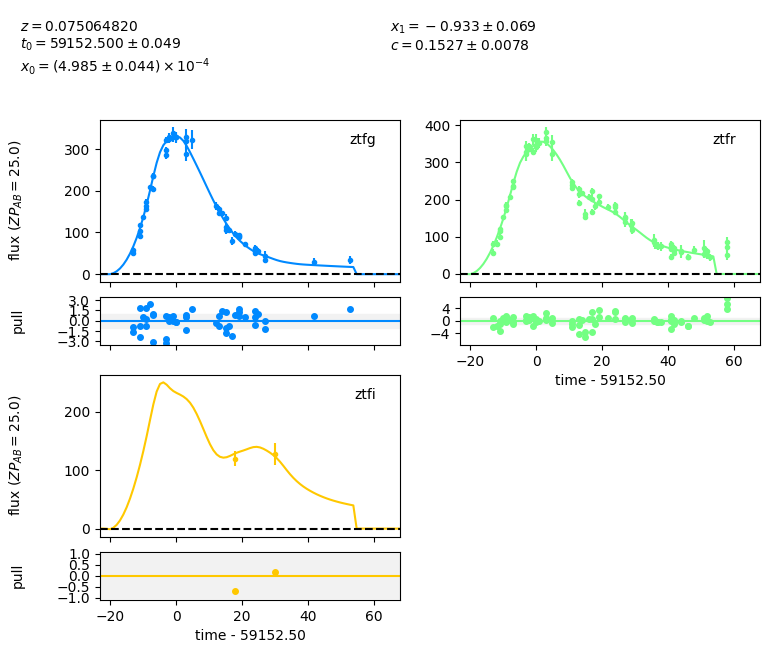 z = 0.075064820
t0 = 59152.500 ± 0.049
x0 = (4.985 ± 0.044) × 10^-4
x1 = −0.933 ± 0.069
c = 0.1527 ± 0.0078
flux (ZP_AB = 25.0)
300
200
100
0
ztfg
400
300
200
100
0
ztfr
pull
3.0
1.5
0.0
−1.5
−3.0
4
0
−4
−20 0 20 40 60
time - 59152.50
flux (ZP_AB = 25.0)
200
100
0
ztfi
pull
1.0
0.5
0.0
−0.5
−1.0
−20 0 20 40 60
time - 59152.50